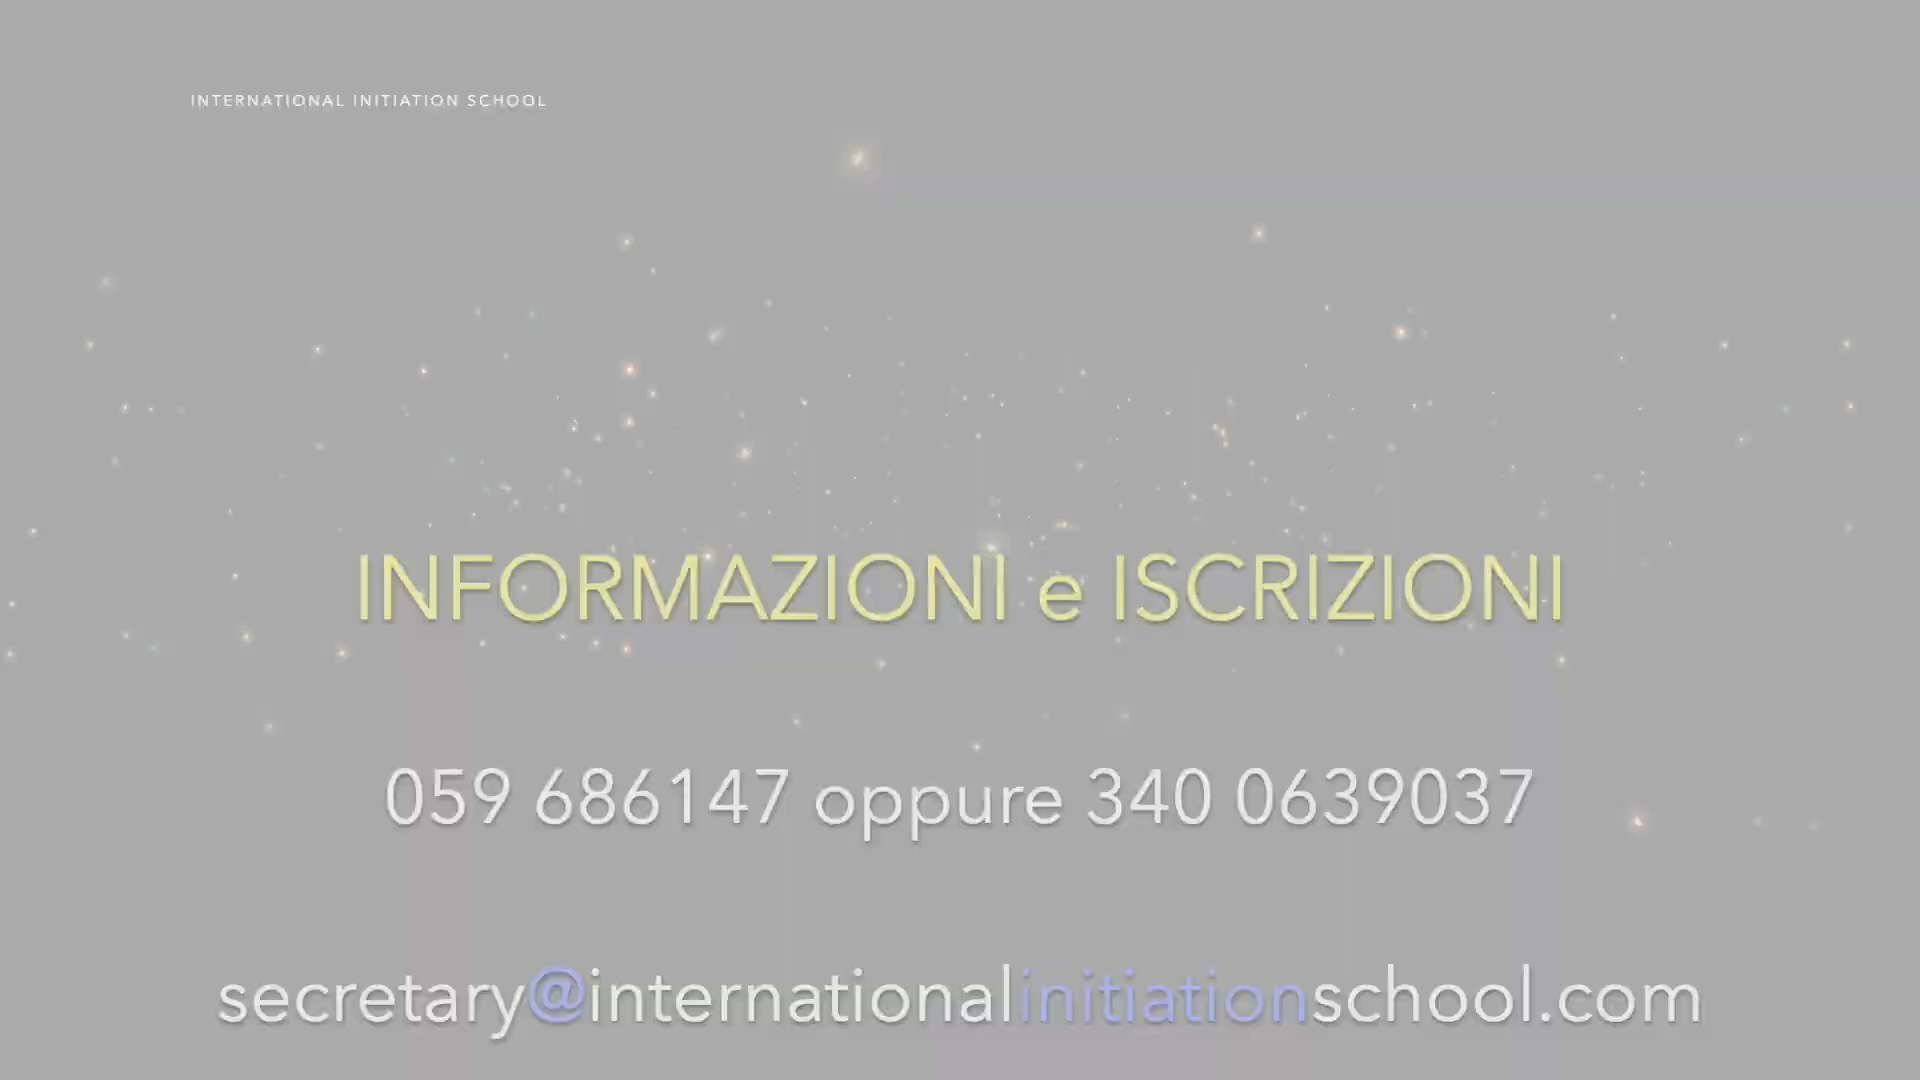 INTERNATIONAL INITIATION SCHOOL
INFORMAZIONI e ISCRIZIONI
059 686147 oppure 340 0639037
secretary@internationalinitiationschool.com